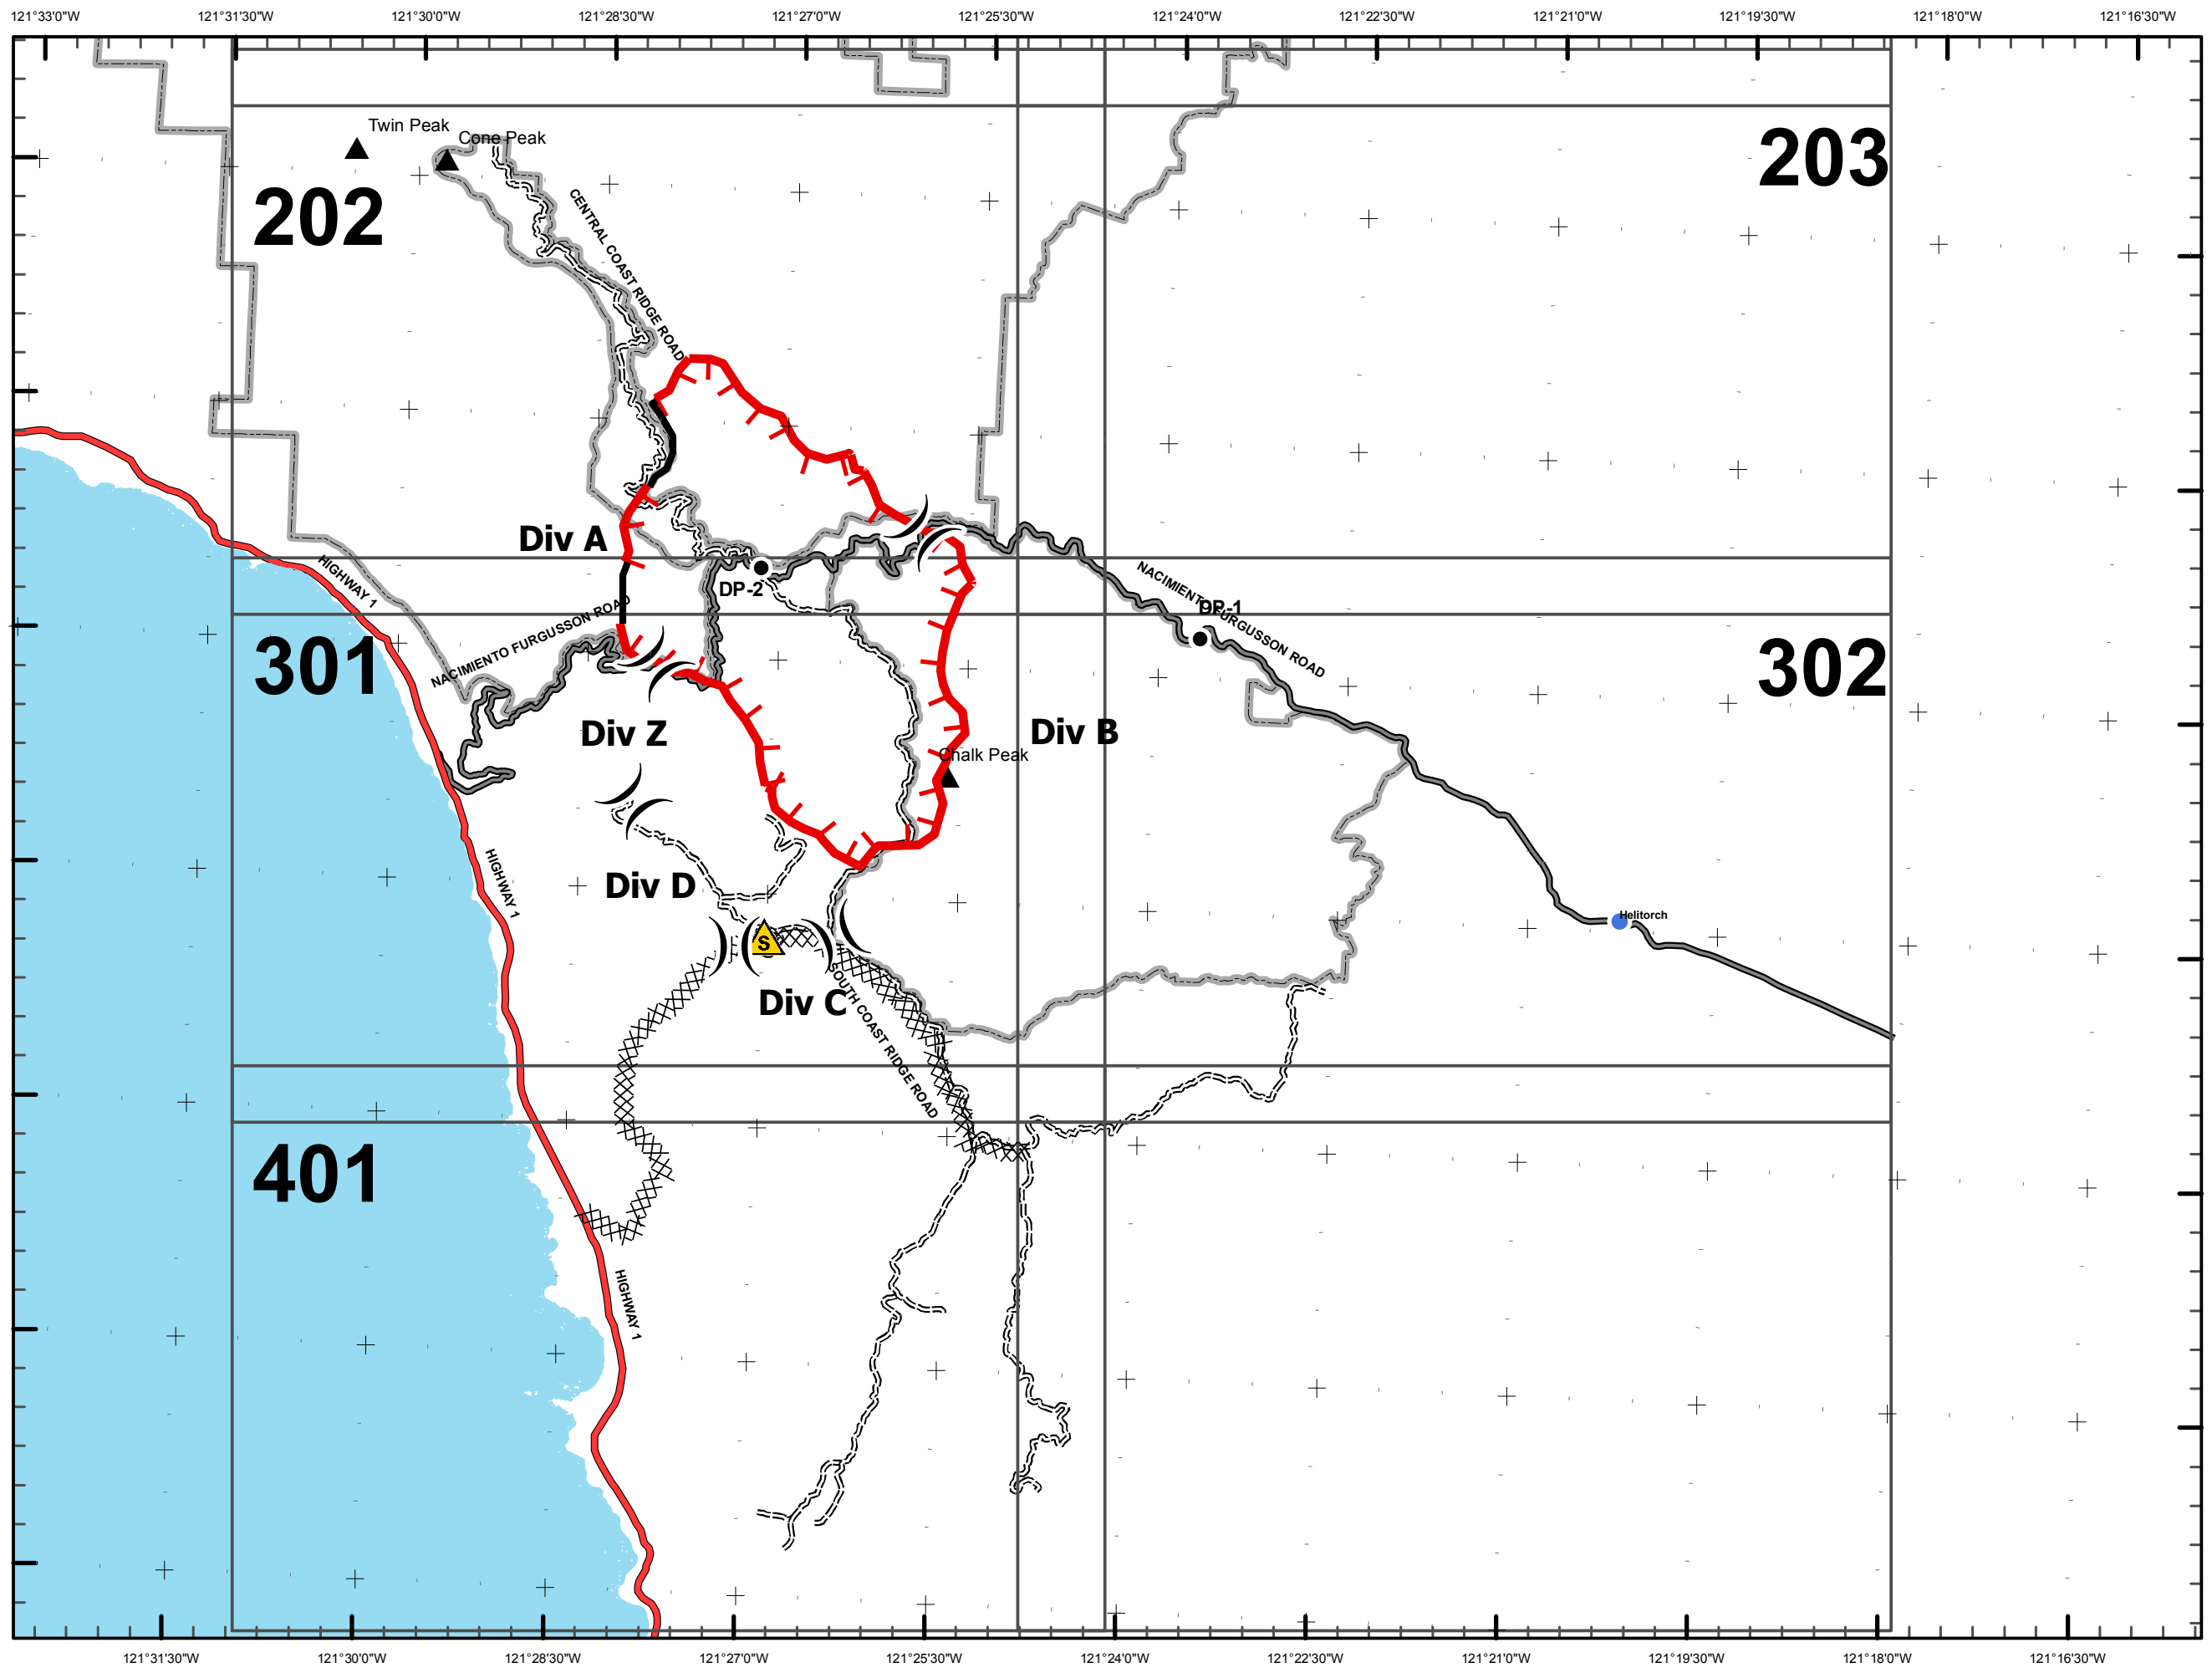 121°33'0"W 121°31'30"W 121°30'0"W 121°28'30"W 121°27'0"W 121°25'30"W 121°24'0"W 121°22'30"W 121°21'0"W 121°19'30"W 121°18'0"W 121°16'30"W
Twin Peak
Cone Peak
202
203
CENTRAL COAST RIDGE ROAD
Div A
DP-2
HIGHWAY 1
NACIMIENTO FURGUSSON ROAD
NACIMIENTO FURGUSSON ROAD
DP-1
301
302
Div Z
Div B
Chalk Peak
HIGHWAY 1
Div D
Helitorch
S
Div C
SOUTH COAST RIDGE ROAD
401
HIGHWAY 1
121°31'30"W 121°30'0"W 121°28'30"W 121°27'0"W 121°25'30"W 121°24'0"W 121°22'30"W 121°21'0"W 121°19'30"W 121°18'0"W 121°16'30"W